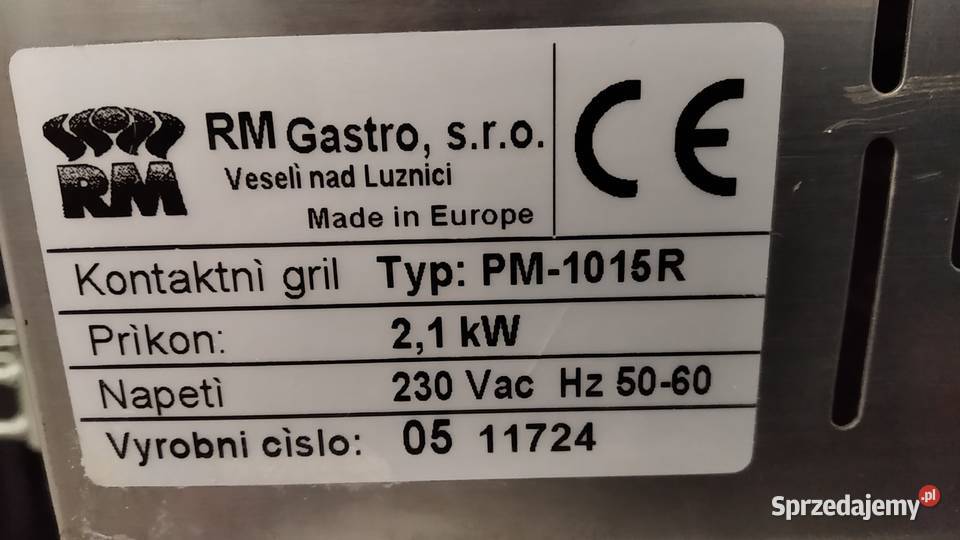 RM
RM Gastro, s.r.o.
Veselì nad Luznici
Made in Europe
CE
Kontaktnì gril Typ: PM-1015R
Prìkon: 2,1 kW
Napetì 230 Vac Hz 50-60
Vyrobni cìslo: 05 11724
Sprzedajemy.pl